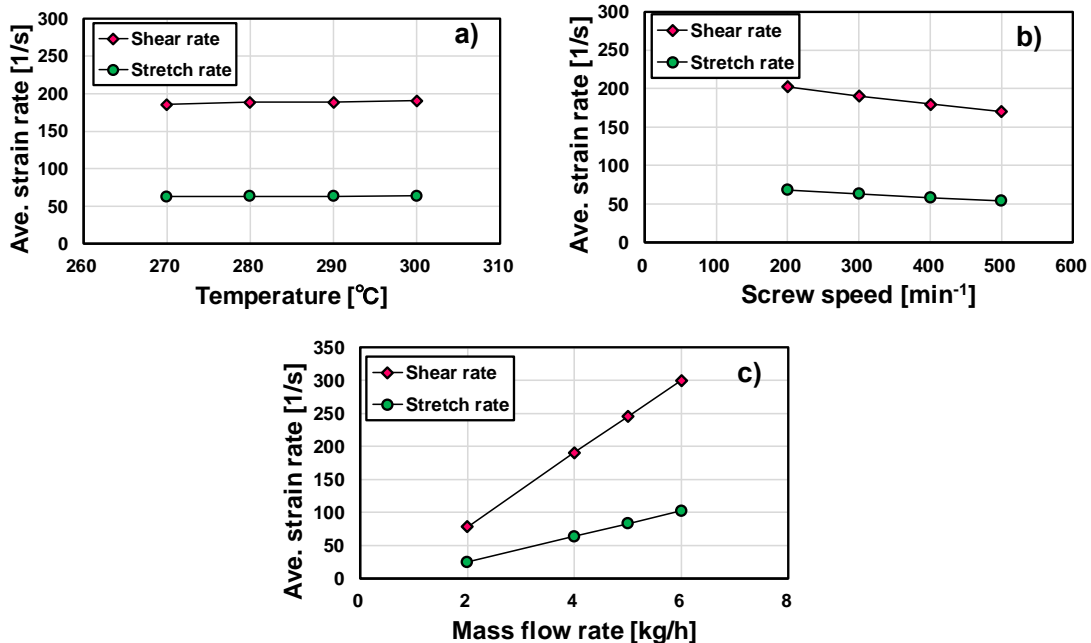 a)
Shear rate
Stretch rate
Ave. strain rate [1/s]
300
250
200
150
100
50
0
260 270 280 290 300 310
Temperature [°C]
b)
Shear rate
Stretch rate
Ave. strain rate [1/s]
300
250
200
150
100
50
0
0 100 200 300 400 500 600
Screw speed [min-1]
c)
Shear rate
Stretch rate
Ave. strain rate [1/s]
350
300
250
200
150
100
50
0
0 2 4 6 8
Mass flow rate [kg/h]